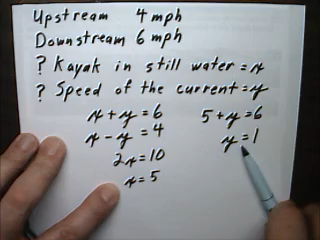 Upstream 4 mph
Downstream 6 mph
? Kayak in still water = x
? Speed of the current = y
x + y = 6
x - y = 4
2x = 10
x = 5
5 + y = 6
y = 1